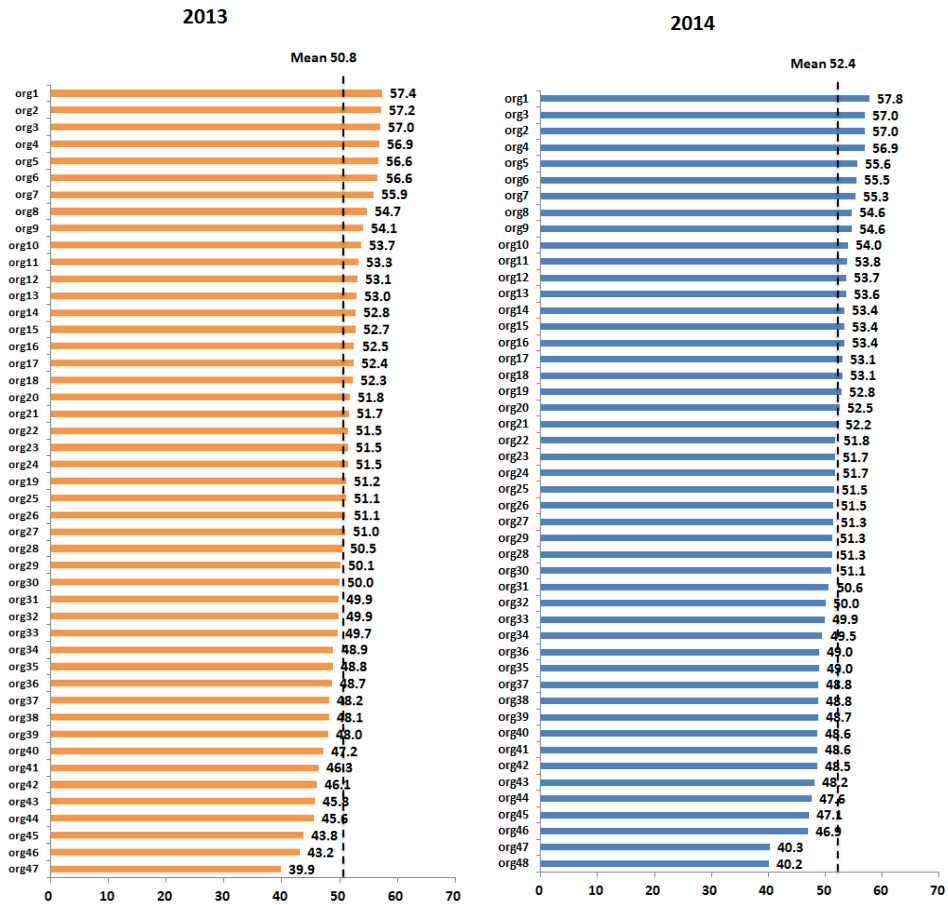 2013
Mean 50.8
org1 57.4
org2 57.2
org3 57.0
org4 56.9
org5 56.6
org6 56.6
org7 55.9
org8 54.7
org9 54.1
org10 53.7
org11 53.3
org12 53.1
org13 53.0
org14 52.8
org15 52.7
org16 52.5
org17 52.4
org18 52.3
org20 51.8
org21 51.7
org22 51.5
org23 51.5
org24 51.5
org19 51.2
org25 51.1
org26 51.1
org27 51.0
org28 50.5
org29 50.1
org30 50.0
org31 49.9
org32 49.9
org33 49.7
org34 48.9
org35 48.8
org36 48.7
org37 48.2
org38 48.1
org39 48.0
org40 47.2
org41 46.3
org42 46.1
org43 45.8
org44 45.6
org45 43.8
org46 43.2
org47 39.9
0 10 20 30 40 50 60 70
2014
Mean 52.4
org1 57.8
org3 57.0
org2 57.0
org4 56.9
org5 55.6
org6 55.5
org7 55.3
org8 54.6
org9 54.6
org10 54.0
org11 53.8
org12 53.7
org13 53.6
org14 53.4
org15 53.4
org16 53.4
org17 53.1
org18 53.1
org19 52.8
org20 52.5
org21 52.2
org22 51.8
org23 51.7
org24 51.7
org25 51.5
org26 51.5
org27 51.3
org29 51.3
org28 51.3
org30 51.1
org31 50.6
org32 50.0
org33 49.9
org34 49.5
org36 49.0
org35 49.0
org37 48.8
org38 48.8
org39 48.7
org40 48.6
org41 48.6
org42 48.5
org43 48.2
org44 47.6
org45 47.1
org46 46.9
org47 40.3
org48 40.2
0 10 20 30 40 50 60 70